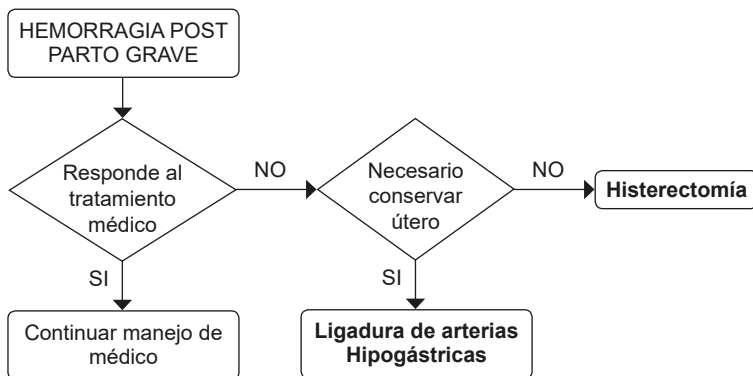 HEMORRAGIA POST
PARTO GRAVE
Responde al
tratamiento
médico
NO
Necesario
conservar
útero
NO
Histerectomía
SI
SI
Continuar manejo de
médico
Ligadura de arterias
Hipogástricas